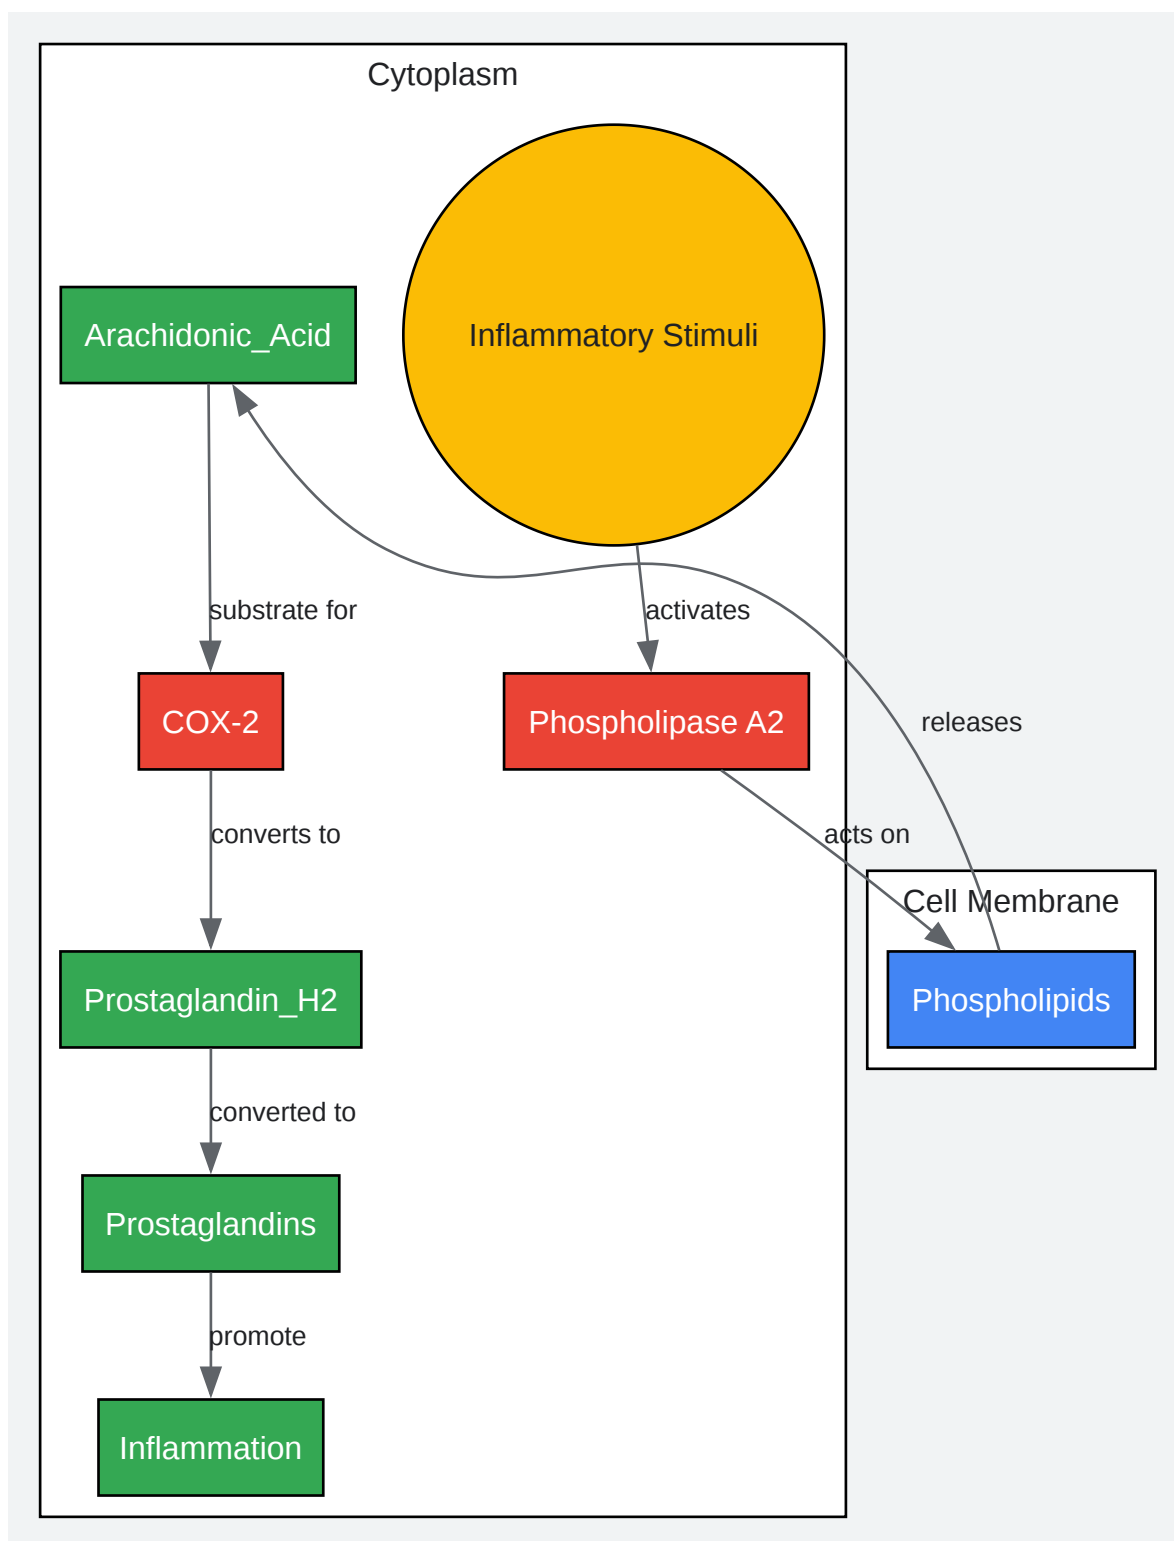 Cytoplasm
Inflammatory Stimuli
Arachidonic_Acid
substrate for
activates
COX-2
Phospholipase A2
releases
converts to
acts on
Cell Membrane
Prostaglandin_H2
Phospholipids
converted to
Prostaglandins
promote
Inflammation